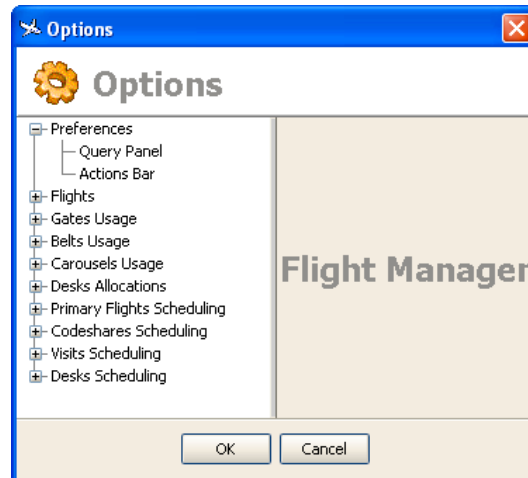 Options
Options
Preferences
Query Panel
Actions Bar
Flights
Gates Usage
Belts Usage
Carousels Usage
Desks Allocations
Primary Flights Scheduling
Codeshares Scheduling
Visits Scheduling
Desks Scheduling
Flight Manager
OK
Cancel